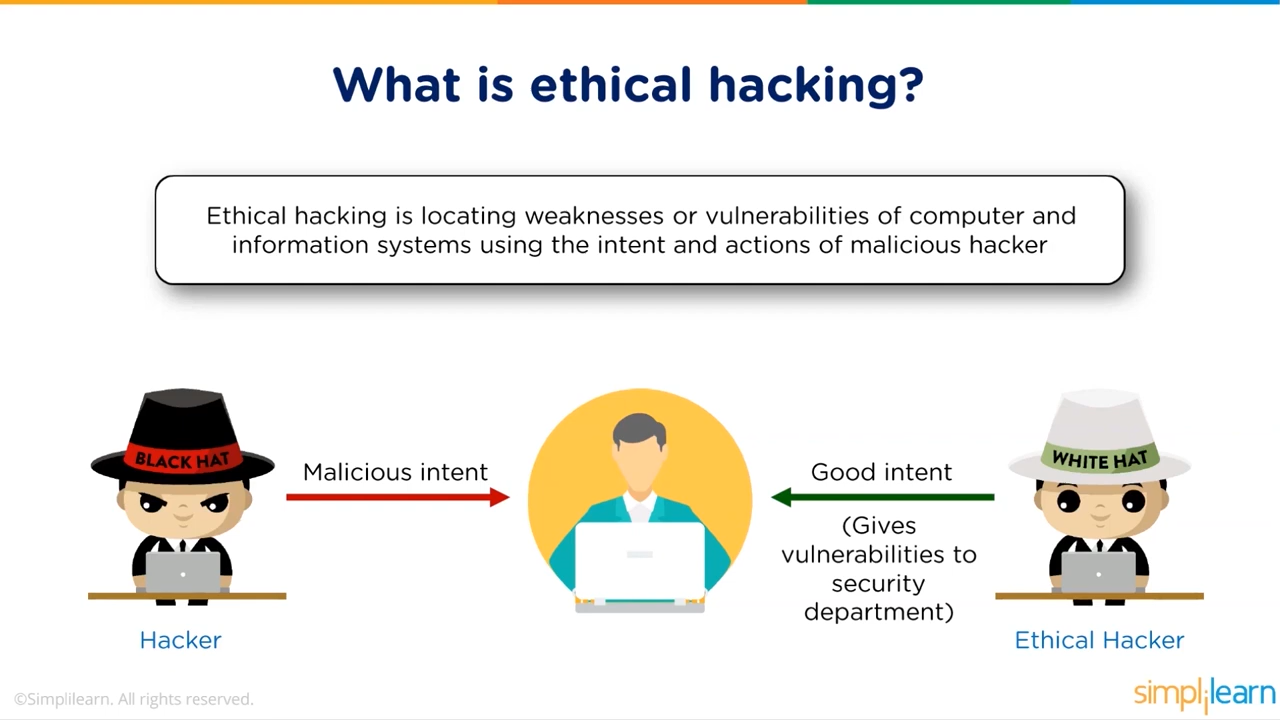 What is ethical hacking?
Ethical hacking is locating weaknesses or vulnerabilities of computer and
information systems using the intent and actions of malicious hacker
BLACK HAT
Malicious intent
Good intent
WHITE HAT
(Gives
vulnerabilities to
security
department)
Hacker
Ethical Hacker
©Simplilearn. All rights reserved.
simplilearn